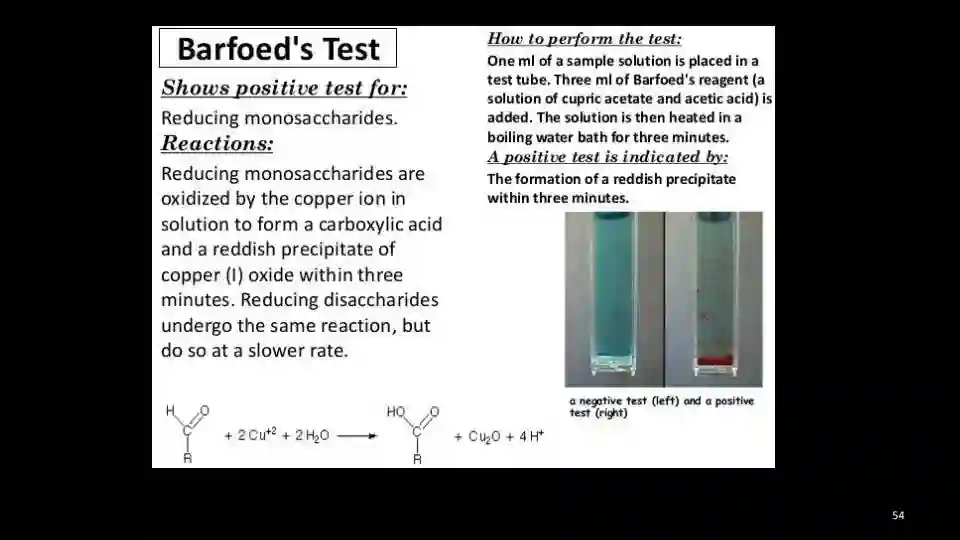 Barfoed's Test
Shows positive test for:
Reducing monosaccharides.
Reactions:
Reducing monosaccharides are
oxidized by the copper ion in
solution to form a carboxylic acid
and a reddish precipitate of
copper (I) oxide within three
minutes. Reducing disaccharides
undergo the same reaction, but
do so at a slower rate.
How to perform the test:
One ml of a sample solution is placed in a
test tube. Three ml of Barfoed's reagent (a
solution of cupric acetate and acetic acid) is
added. The solution is then heated in a
boiling water bath for three minutes.
A positive test is indicated by:
The formation of a reddish precipitate
within three minutes.
a negative test (left) and a positive
test (right)
H O HO O
C + 2 Cu+2 + 2 H2O C + Cu2O + 4 H+
R R
54